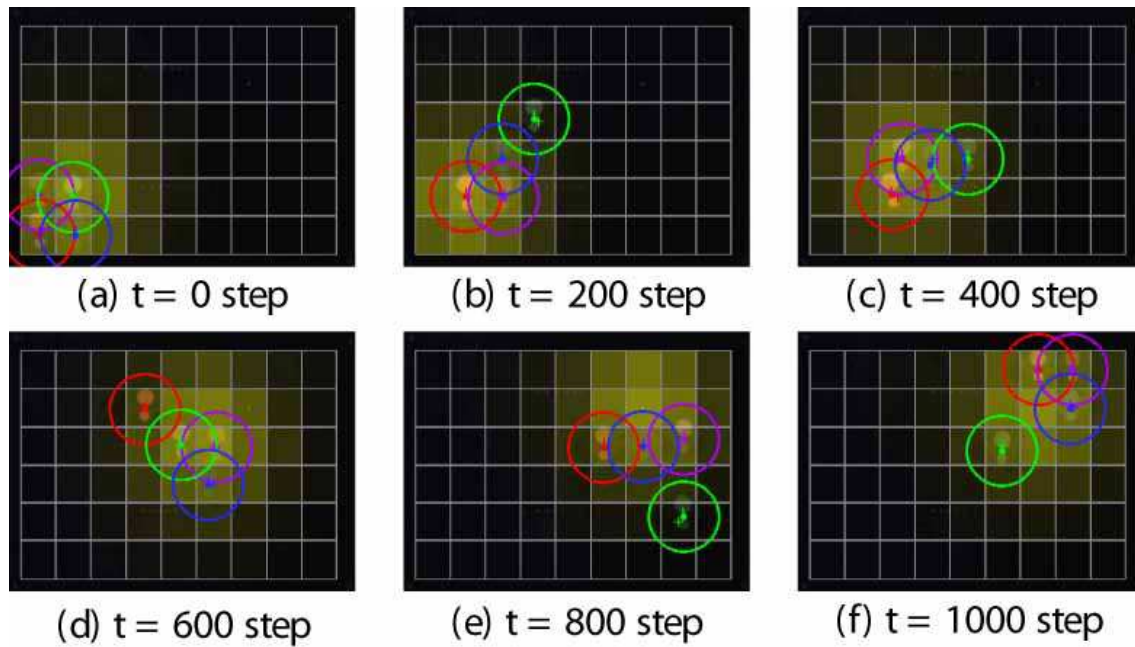 (a) t = 0 step
(b) t = 200 step
(c) t = 400 step
(d) t = 600 step
(e) t = 800 step
(f) t = 1000 step